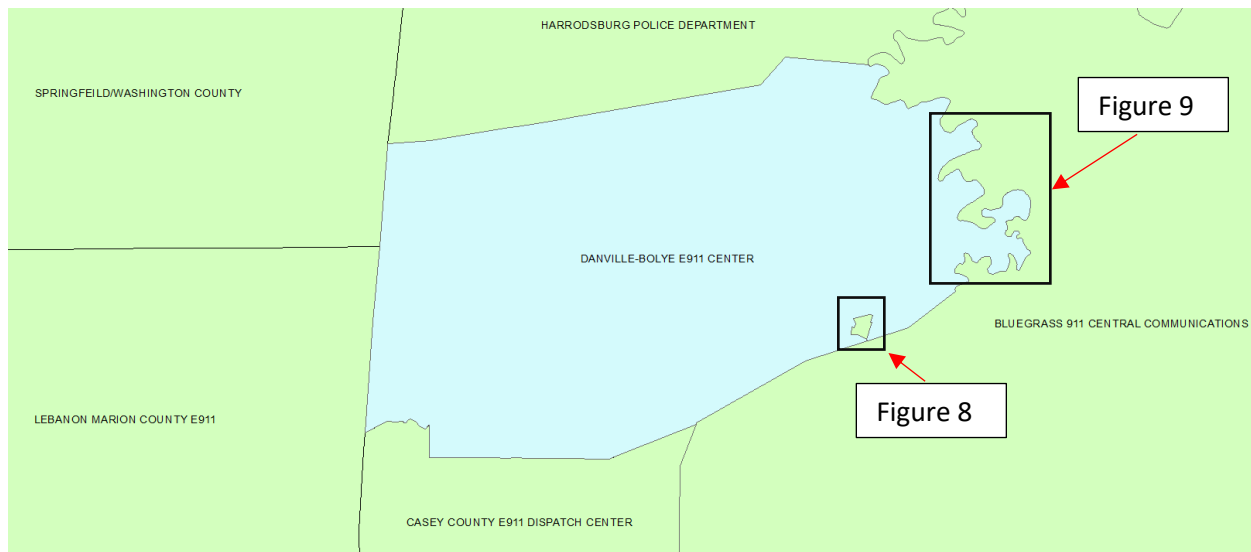 HARRODSBURG POLICE DEPARTMENT
SPRINGFEILD/WASHINGTON COUNTY
Figure 9
DANVILLE-BOLYE E911 CENTER
BLUEGRASS 911 CENTRAL COMMUNICATIONS
Figure 8
LEBANON MARION COUNTY E911
CASEY COUNTY E911 DISPATCH CENTER